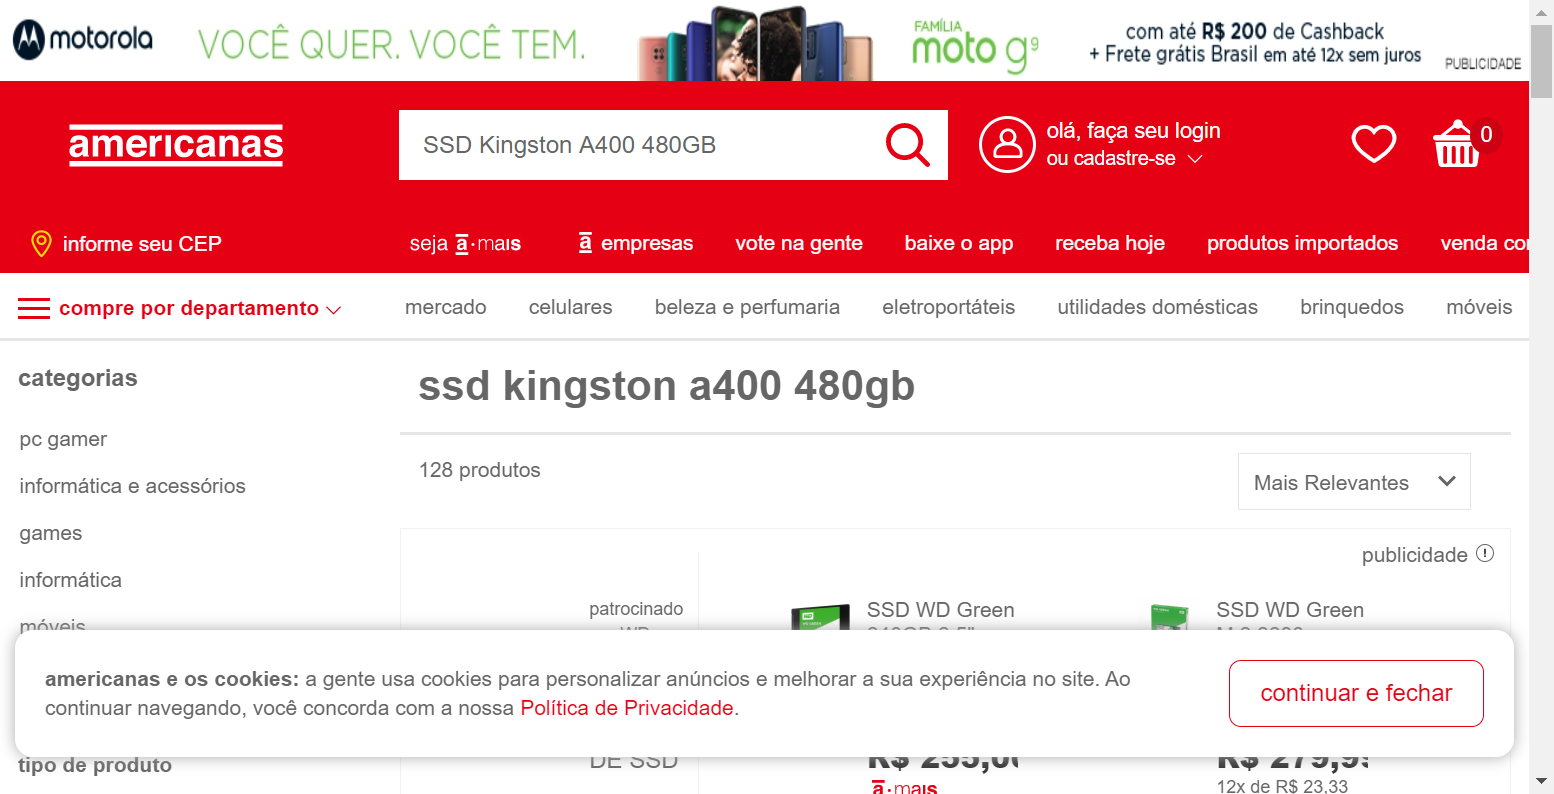 motorola
VOCÊ QUER. VOCÊ TEM.
FAMÍLIA
moto g⁹
com até R$ 200 de Cashback
+ Frete grátis Brasil em até 12x sem juros
PUBLICIDADE
americanas
SSD Kingston A400 480GB
olá, faça seu login
ou cadastre-se
0
informe seu CEP
seja a·mais
a empresas
vote na gente
baixe o app
receba hoje
produtos importados
venda
compre por departamento
mercado
celulares
beleza e perfumaria
eletroportáteis
utilidades domésticas
brinquedos
móveis
categorias
ssd kingston a400 480gb
pc gamer
informática e acessórios
games
informática
móveis
128 produtos
Mais Relevantes
publicidade
patrocinado
SSD WD Green
SSD WD Green
americanas e os cookies: a gente usa cookies para personalizar anúncios e melhorar a sua experiência no site. Ao
continuar navegando, você concorda com a nossa Política de Privacidade.
continuar e fechar
tipo de produto
DE SSD
R$ 255,00
R$ 279,99
a·mais
12x de R$ 23,33